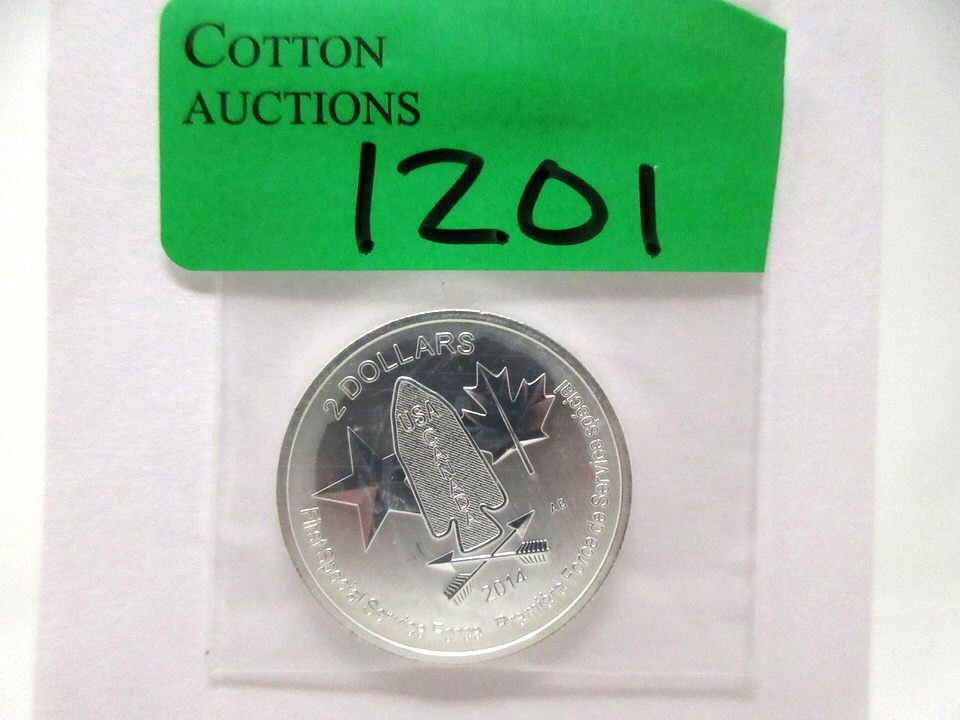 COTTON
AUCTIONS
1201
2 DOLLARS
USA
CANADA
First Special Service Force
Première Force de Service spécial
AB
2014